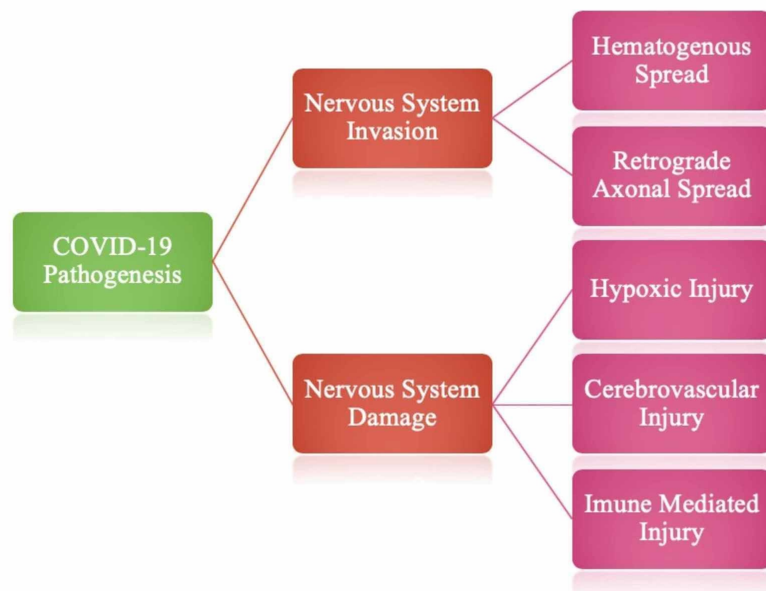 Hematogenous
Spread
Nervous System
Invasion
Retrograde
Axonal Spread
COVID-19
Pathogenesis
Hypoxic Injury
Nervous System
Damage
Cerebrovascular
Injury
Imune Mediated
Injury